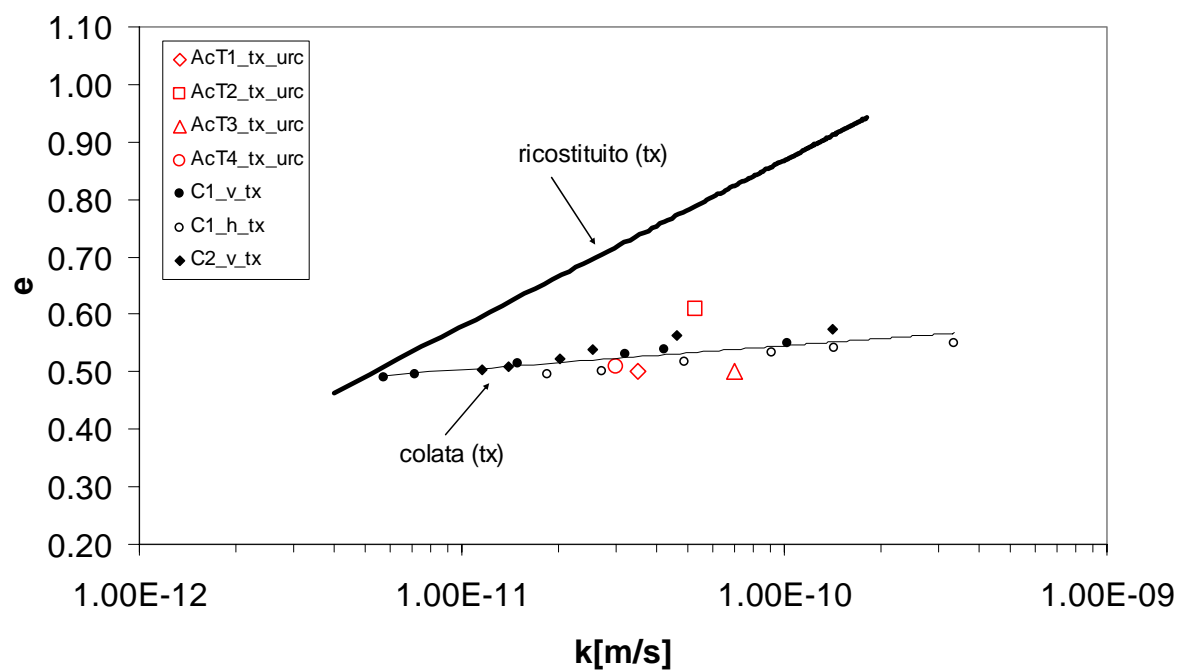 1.10
1.00
0.90
0.80
0.70
0.60
0.50
0.40
0.30
0.20
e
AcT1_tx_urc
AcT2_tx_urc
AcT3_tx_urc
AcT4_tx_urc
C1_v_tx
C1_h_tx
C2_v_tx
ricostituito (tx)
colata (tx)
1.00E-12 1.00E-11 1.00E-10 1.00E-09
k[m/s]